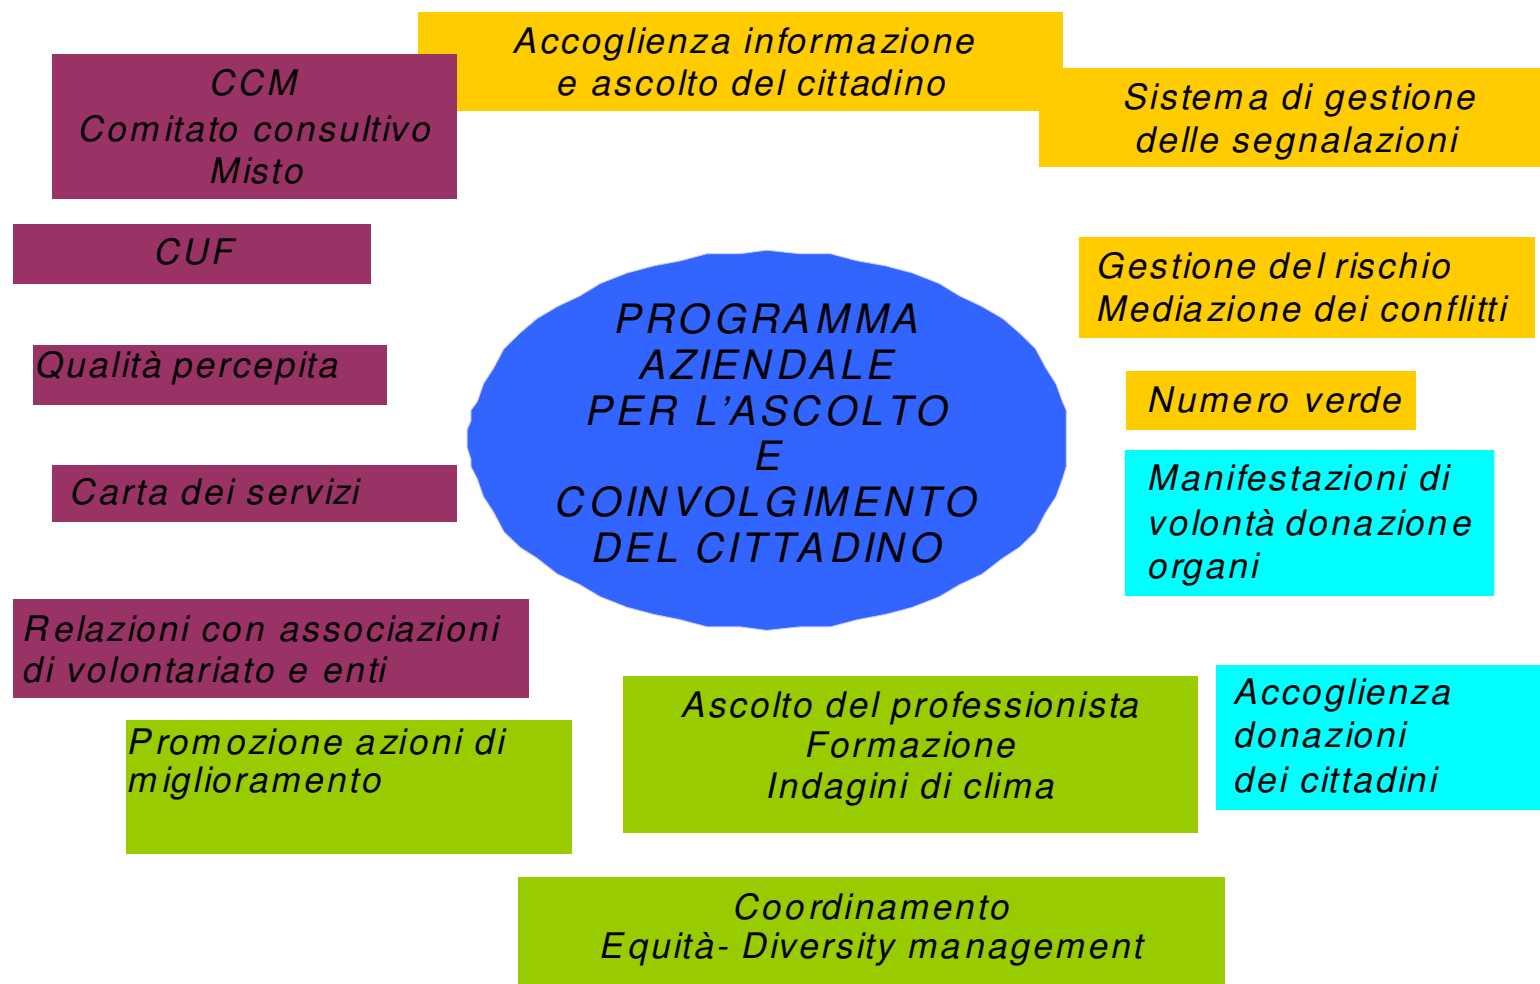 Accoglienza informazione
e ascolto del cittadino
CCM
Comitato consultivo
Misto
Sistema di gestione
delle segnalazioni
CUF
Gestione del rischio
Mediazione dei conflitti
PROGRAMMA
AZIENDALE
PER L’ASCOLTO
E
COINVOLGIMENTO
DEL CITTADINO
Qualità percepita
Numero verde
Carta dei servizi
Manifestazioni di
volontà donazione
organi
Relazioni con associazioni
di volontariato e enti
Ascolto del professionista
Formazione
Indagini di clima
Accoglienza
donazioni
dei cittadini
Promozione azioni di
miglioramento
Coordinamento
Equità- Diversity management